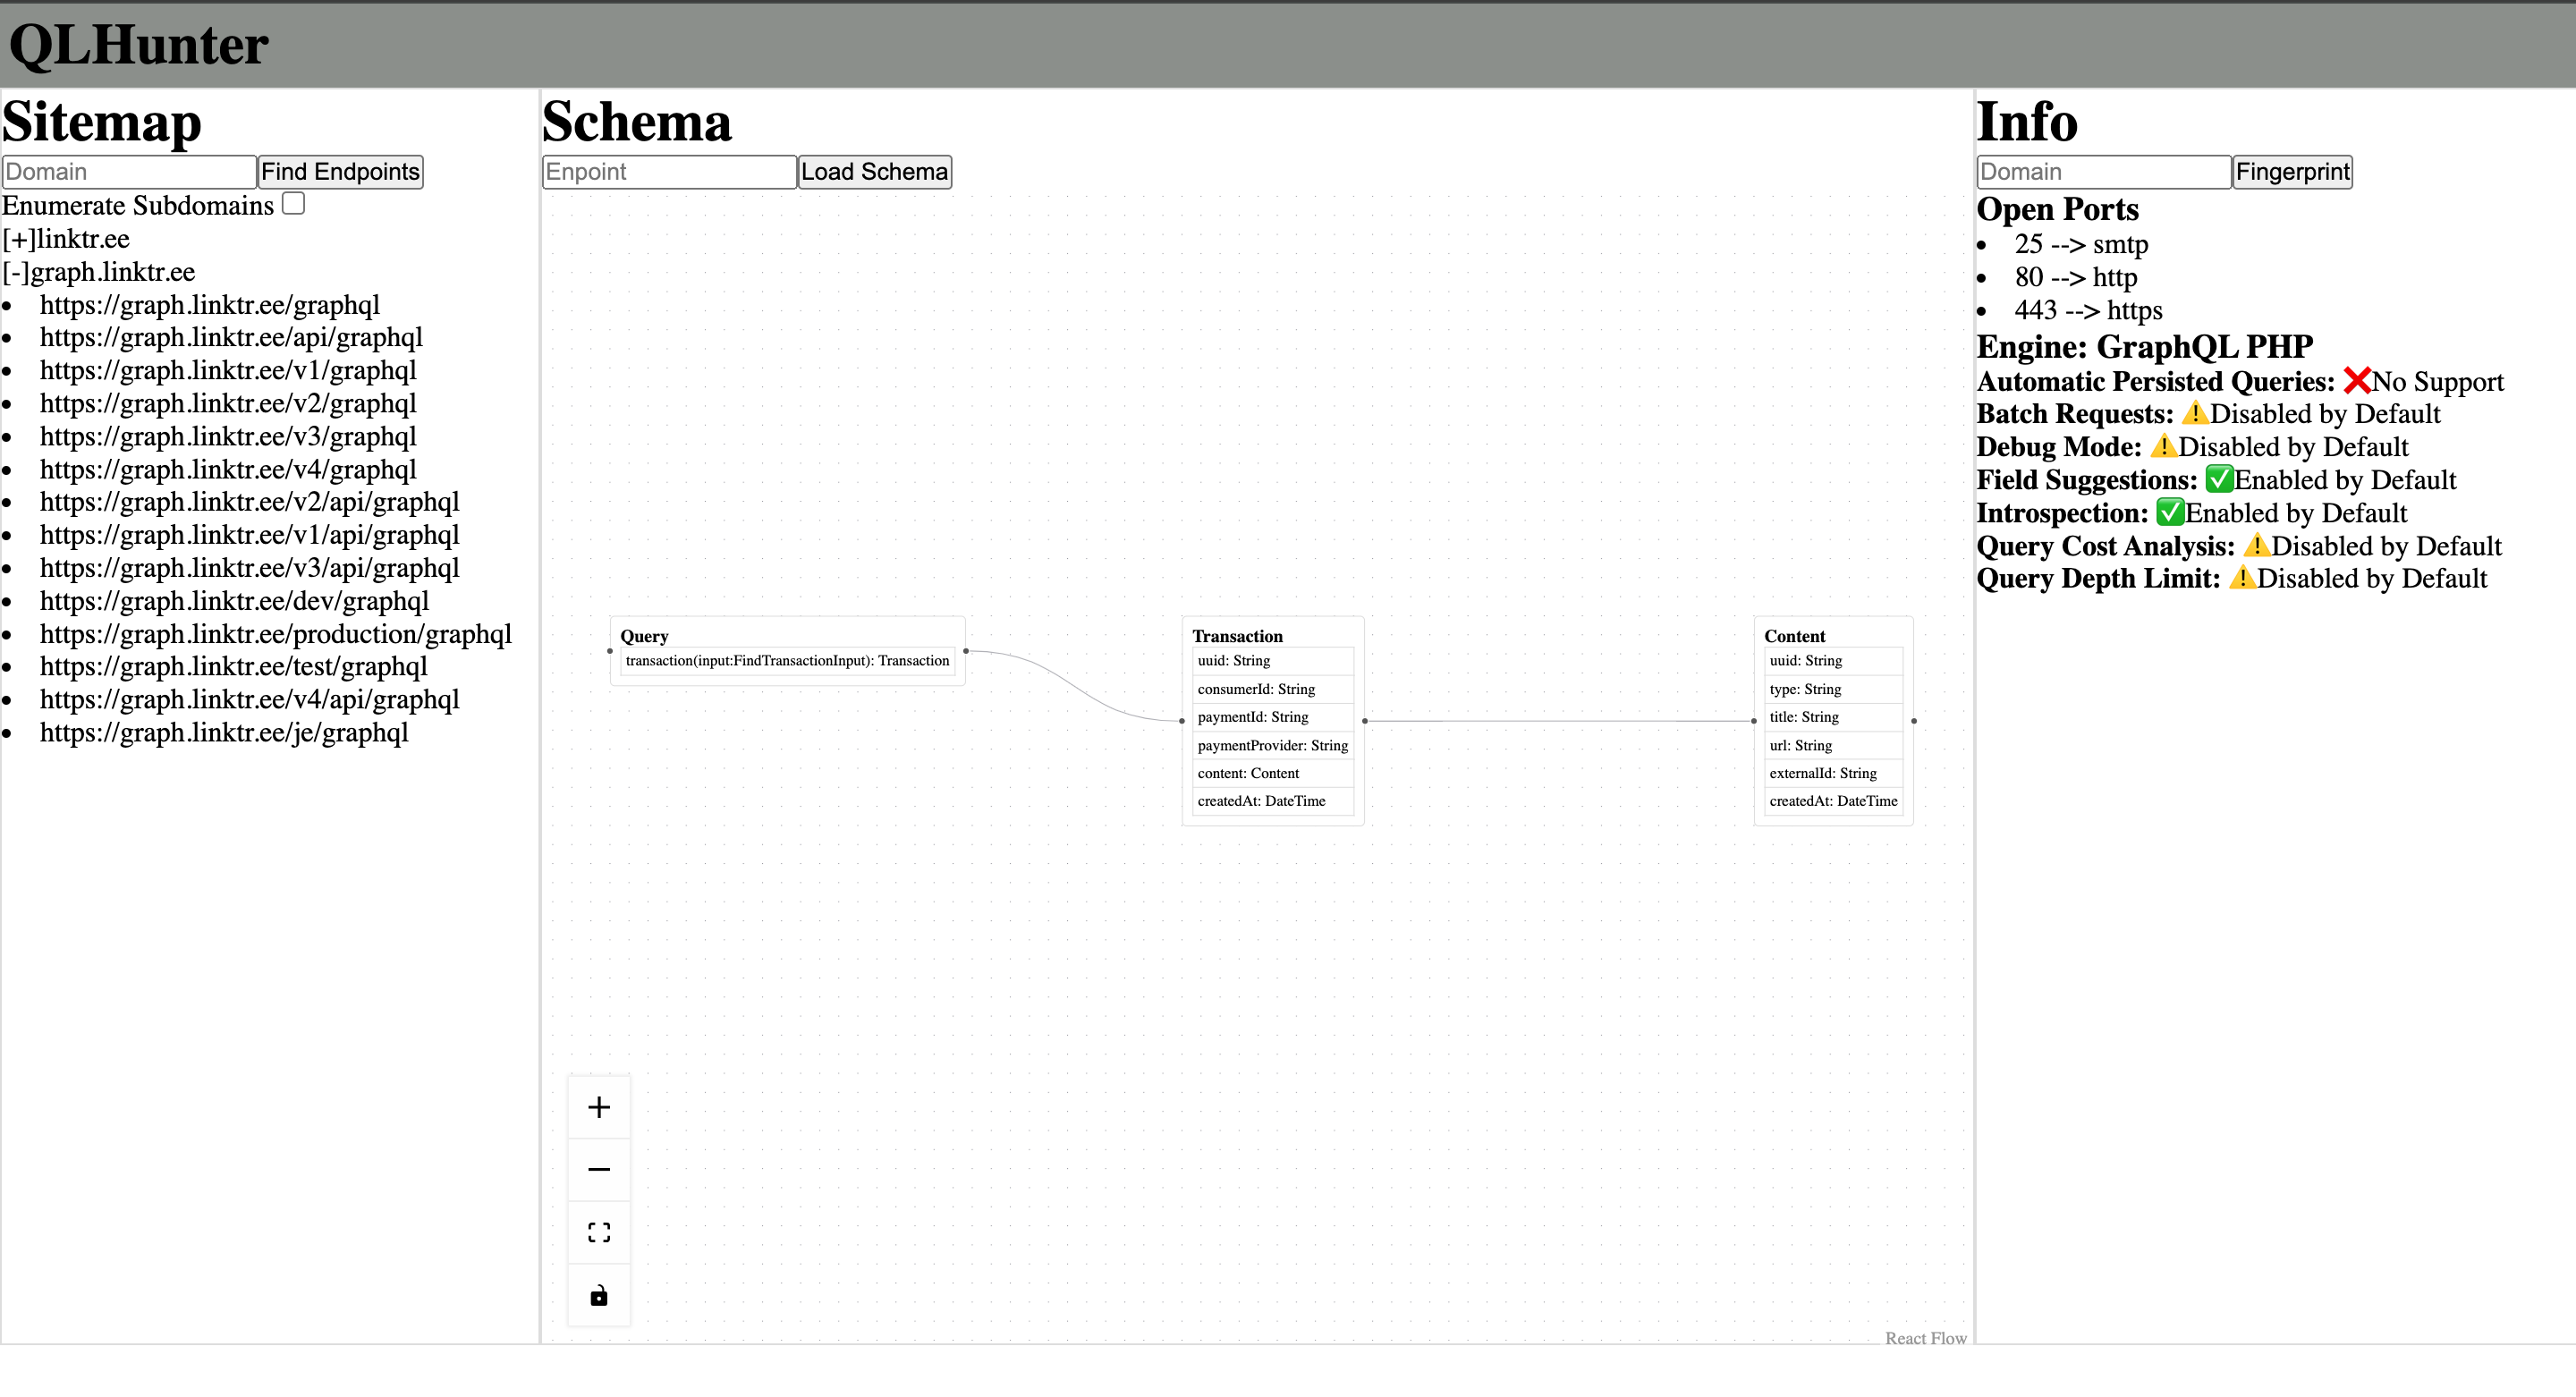 QLHunter
Sitemap
Domain
Find Endpoints
Enumerate Subdomains
[+]linktr.ee
[-]graph.linktr.ee
https://graph.linktr.ee/graphql
https://graph.linktr.ee/api/graphql
https://graph.linktr.ee/v1/graphql
https://graph.linktr.ee/v2/graphql
https://graph.linktr.ee/v3/graphql
https://graph.linktr.ee/v4/graphql
https://graph.linktr.ee/v2/api/graphql
https://graph.linktr.ee/v1/api/graphql
https://graph.linktr.ee/v3/api/graphql
https://graph.linktr.ee/dev/graphql
https://graph.linktr.ee/production/graphql
https://graph.linktr.ee/test/graphql
https://graph.linktr.ee/v4/api/graphql
https://graph.linktr.ee/je/graphql
Schema
Enpoint
Load Schema
Query
transaction(input:FindTransactionInput): Transaction
Transaction
uuid: String
consumerId: String
paymentId: String
paymentProvider: String
content: Content
createdAt: DateTime
Content
uuid: String
type: String
title: String
url: String
externalId: String
createdAt: DateTime
React Flow
Info
Domain
Fingerprint
Open Ports
25 --> smtp
80 --> http
443 --> https
Engine: GraphQL PHP
Automatic Persisted Queries: ❌No Support
Batch Requests: ⚠️Disabled by Default
Debug Mode: ⚠️Disabled by Default
Field Suggestions: ✅Enabled by Default
Introspection: ✅Enabled by Default
Query Cost Analysis: ⚠️Disabled by Default
Query Depth Limit: ⚠️Disabled by Default